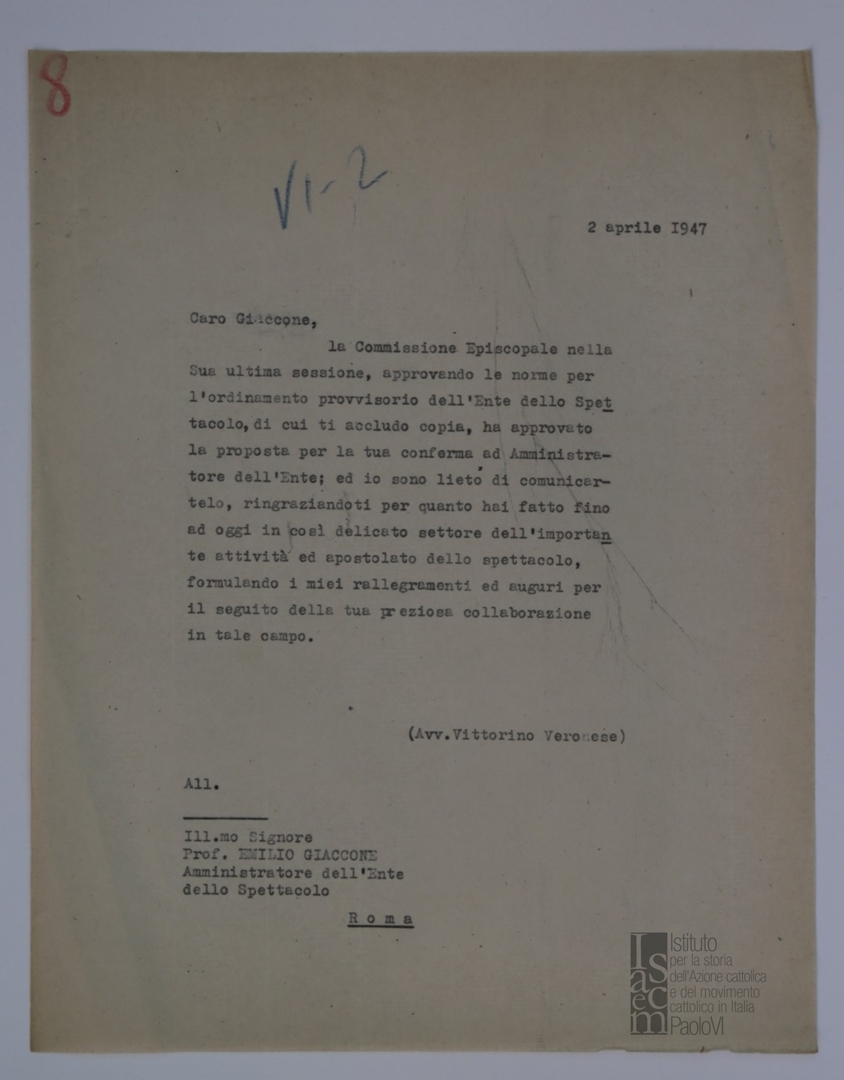 8
VI-2
2 aprile I947
Caro Giaccone,
la Commissione Episcopale nella
Sua ultima sessione, approvando le norme per
l'ordinamento provvisorio dell'Ente dello Spet
tacolo, di cui ti accludo copia, ha approvato
la proposta per la tua conferma ad Amministra-
tore dell'Ente; ed io sono lieto di comunicar-
telo, ringraziandoti per quanto hai fatto fino
ad oggi in così delicato settore dell'importan
te attività ed apostolato dello spettacolo,
formulando i miei rallegramenti ed auguri per
il seguito della tua preziosa collaborazione
in tale campo.
(Avv.Vittorino Veronese)
All.
Ill.mo Signore
Prof. EMILIO GIACCONE
Amministratore dell'Ente
dello Spettacolo
R o m a
Isacem
Istituto
per la storia
dell'Azione cattolica
e del movimento
cattolico in Italia
PaoloVI